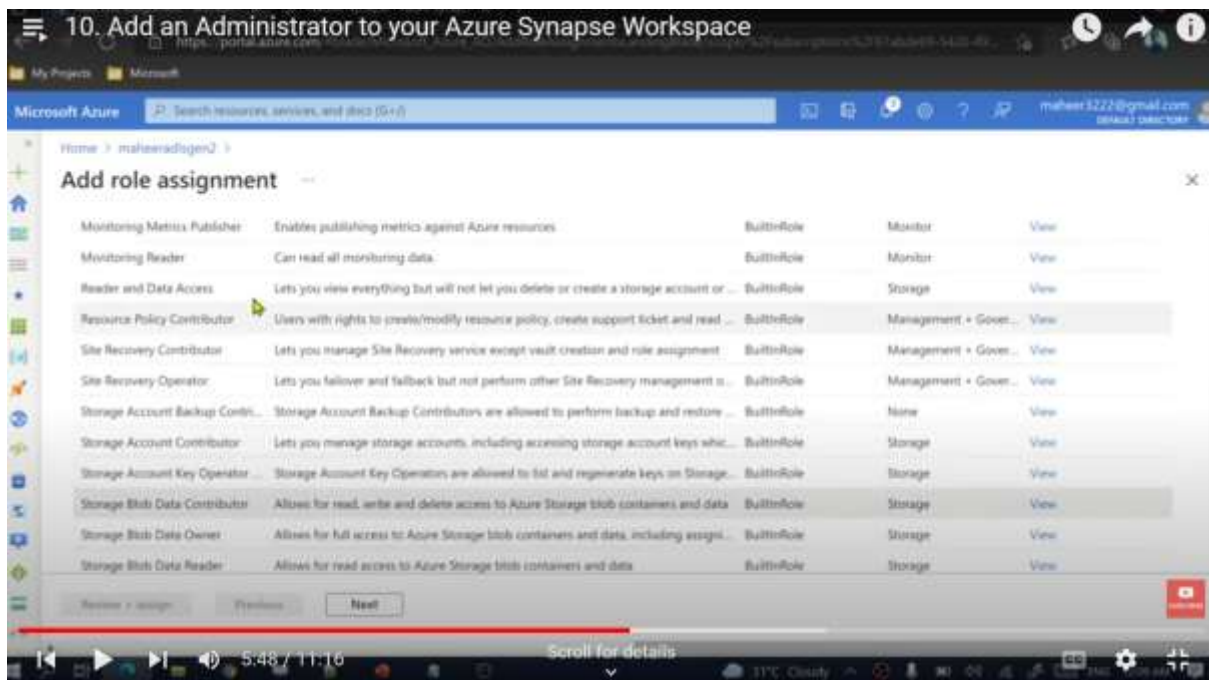 10. Add an Administrator to your Azure Synapse Workspace
My Projects Microsoft
Microsoft Azure Search resources, services, and docs (G+/) maheer3222@gmail.com
DEFAULT DIRECTORY
Home > maheeradlsgen2 >
Add role assignment ...
Monitoring Metrics Publisher Enables publishing metrics against Azure resources BuiltInRole Monitor View
Monitoring Reader Can read all monitoring data. BuiltInRole Monitor View
Reader and Data Access Lets you view everything but will not let you delete or create a storage account or ... BuiltInRole Storage View
Resource Policy Contributor Users with rights to create/modify resource policy, create support ticket and read ... BuiltInRole Management + Gover... View
Site Recovery Contributor Lets you manage Site Recovery service except vault creation and role assignment BuiltInRole Management + Gover... View
Site Recovery Operator Lets you failover and failback but not perform other Site Recovery management o... BuiltInRole Management + Gover... View
Storage Account Backup Contri... Storage Account Backup Contributors are allowed to perform backup and restore ... BuiltInRole None View
Storage Account Contributor Lets you manage storage accounts, including accessing storage account keys whic... BuiltInRole Storage View
Storage Account Key Operator ... Storage Account Key Operators are allowed to list and regenerate keys on Storage... BuiltInRole Storage View
Storage Blob Data Contributor Allows for read, write and delete access to Azure Storage blob containers and data BuiltInRole Storage View
Storage Blob Data Owner Allows for full access to Azure Storage blob containers and data, including assigni... BuiltInRole Storage View
Storage Blob Data Reader Allows for read access to Azure Storage blob containers and data BuiltInRole Storage View
Review + assign Previous Next
5:48 / 11:16 Scroll for details
31°C Cloudy